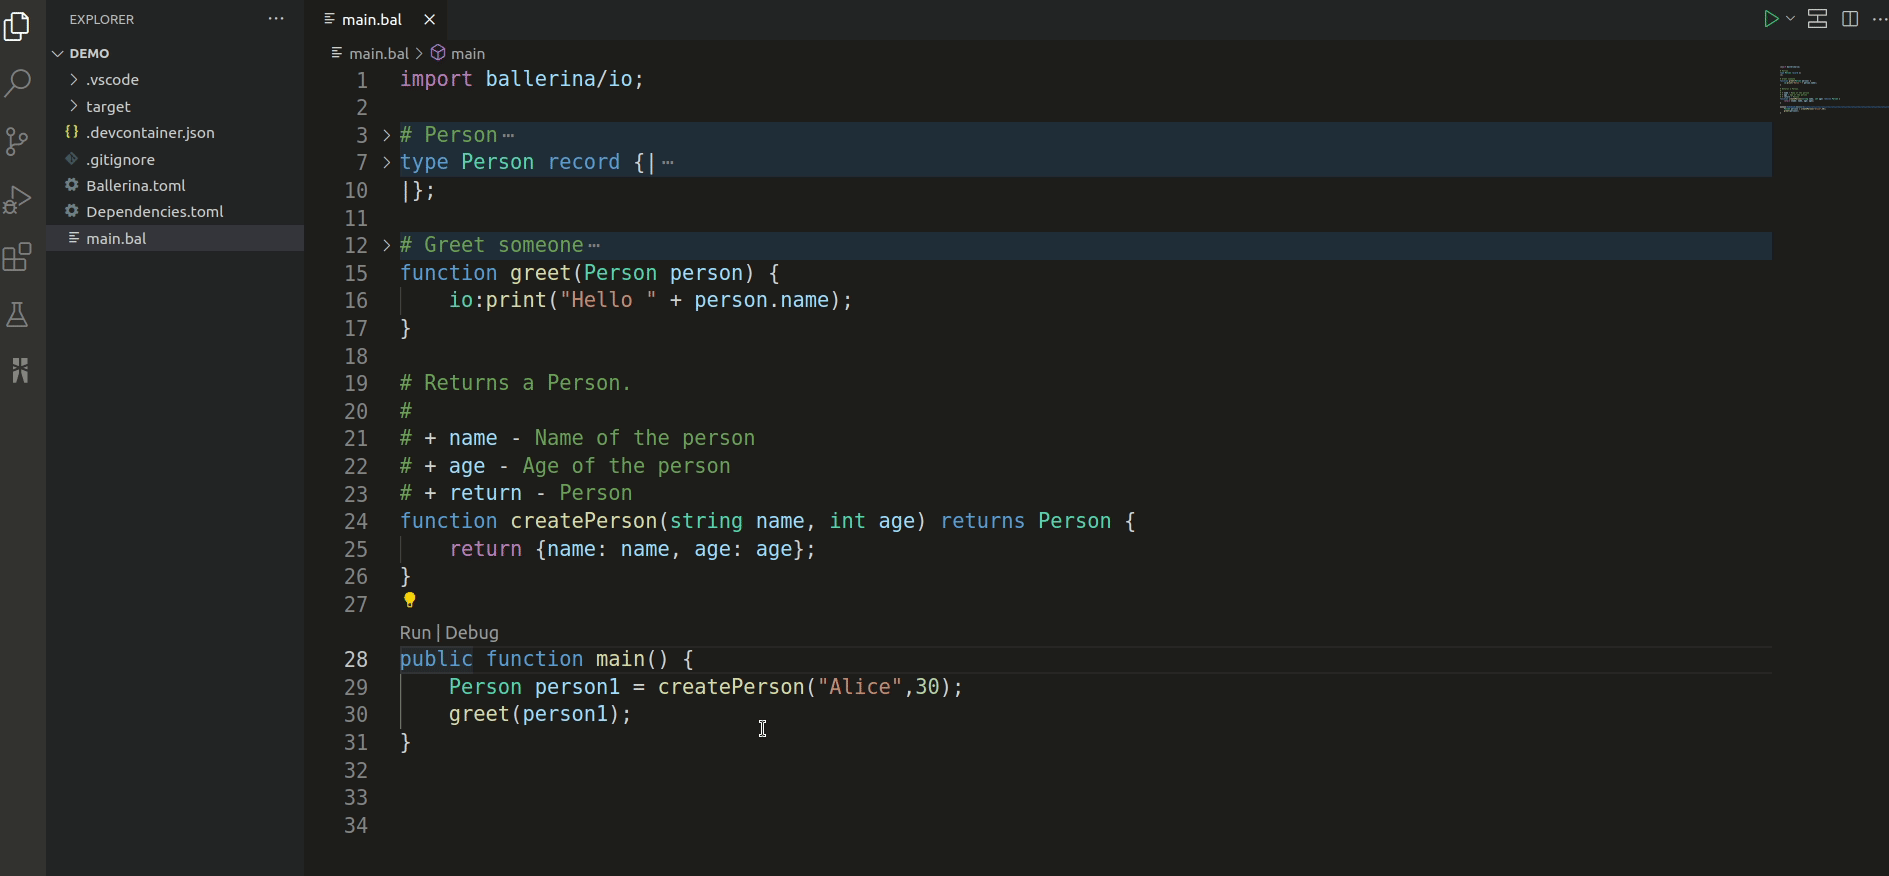 EXPLORER ···
DEMO
.vscode
target
{} .devcontainer.json
.gitignore
Ballerina.toml
Dependencies.toml
main.bal
main.bal ×
main.bal > main
1 import ballerina/io;
2
3 # Person ···
7 type Person record {| ···
10 |};
11
12 # Greet someone ···
15 function greet(Person person) {
16 io:print("Hello " + person.name);
17 }
18
19 # Returns a Person.
20 #
21 # + name - Name of the person
22 # + age - Age of the person
23 # + return - Person
24 function createPerson(string name, int age) returns Person {
25 return {name: name, age: age};
26 }
27
Run | Debug
28 public function main() {
29 Person person1 = createPerson("Alice",30);
30 greet(person1);
31 }
32
33
34